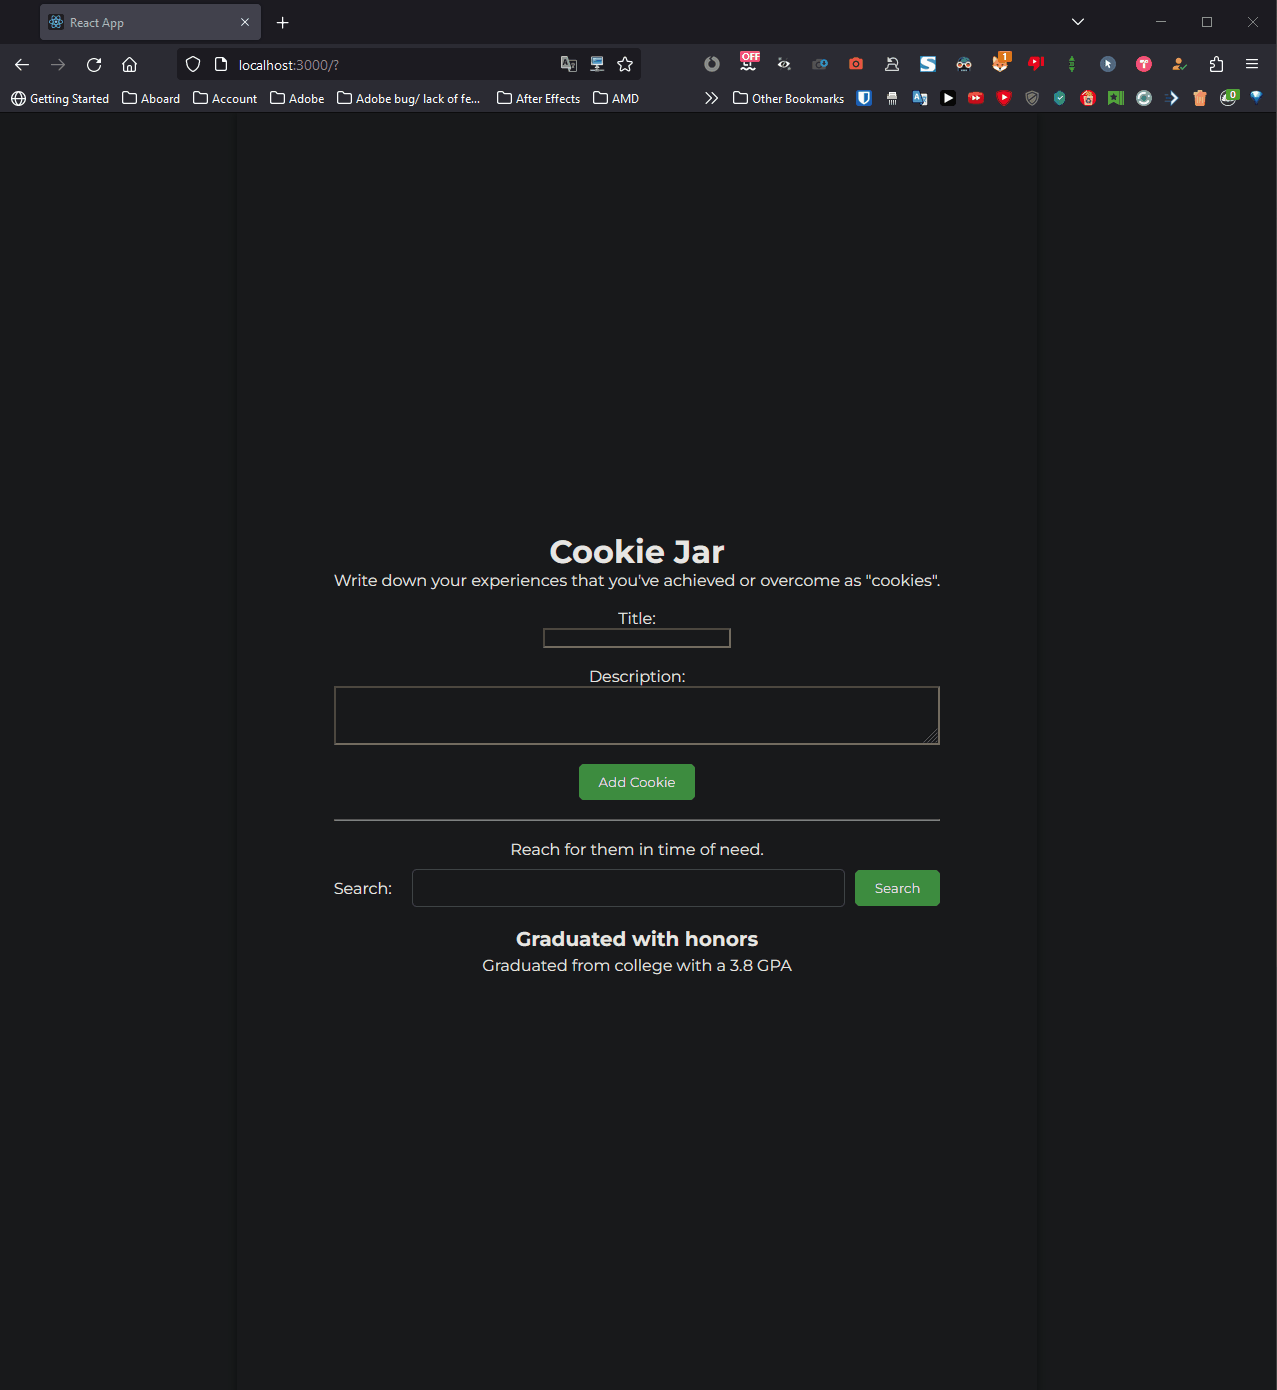 React App
localhost:3000/?
OFF
1
Getting Started
Aboard
Account
Adobe
Adobe bug/ lack of fe...
After Effects
AMD
Other Bookmarks
0
Cookie Jar
Write down your experiences that you've achieved or overcome as "cookies".
Title:
Description:
Add Cookie
Reach for them in time of need.
Search:
Search
Graduated with honors
Graduated from college with a 3.8 GPA